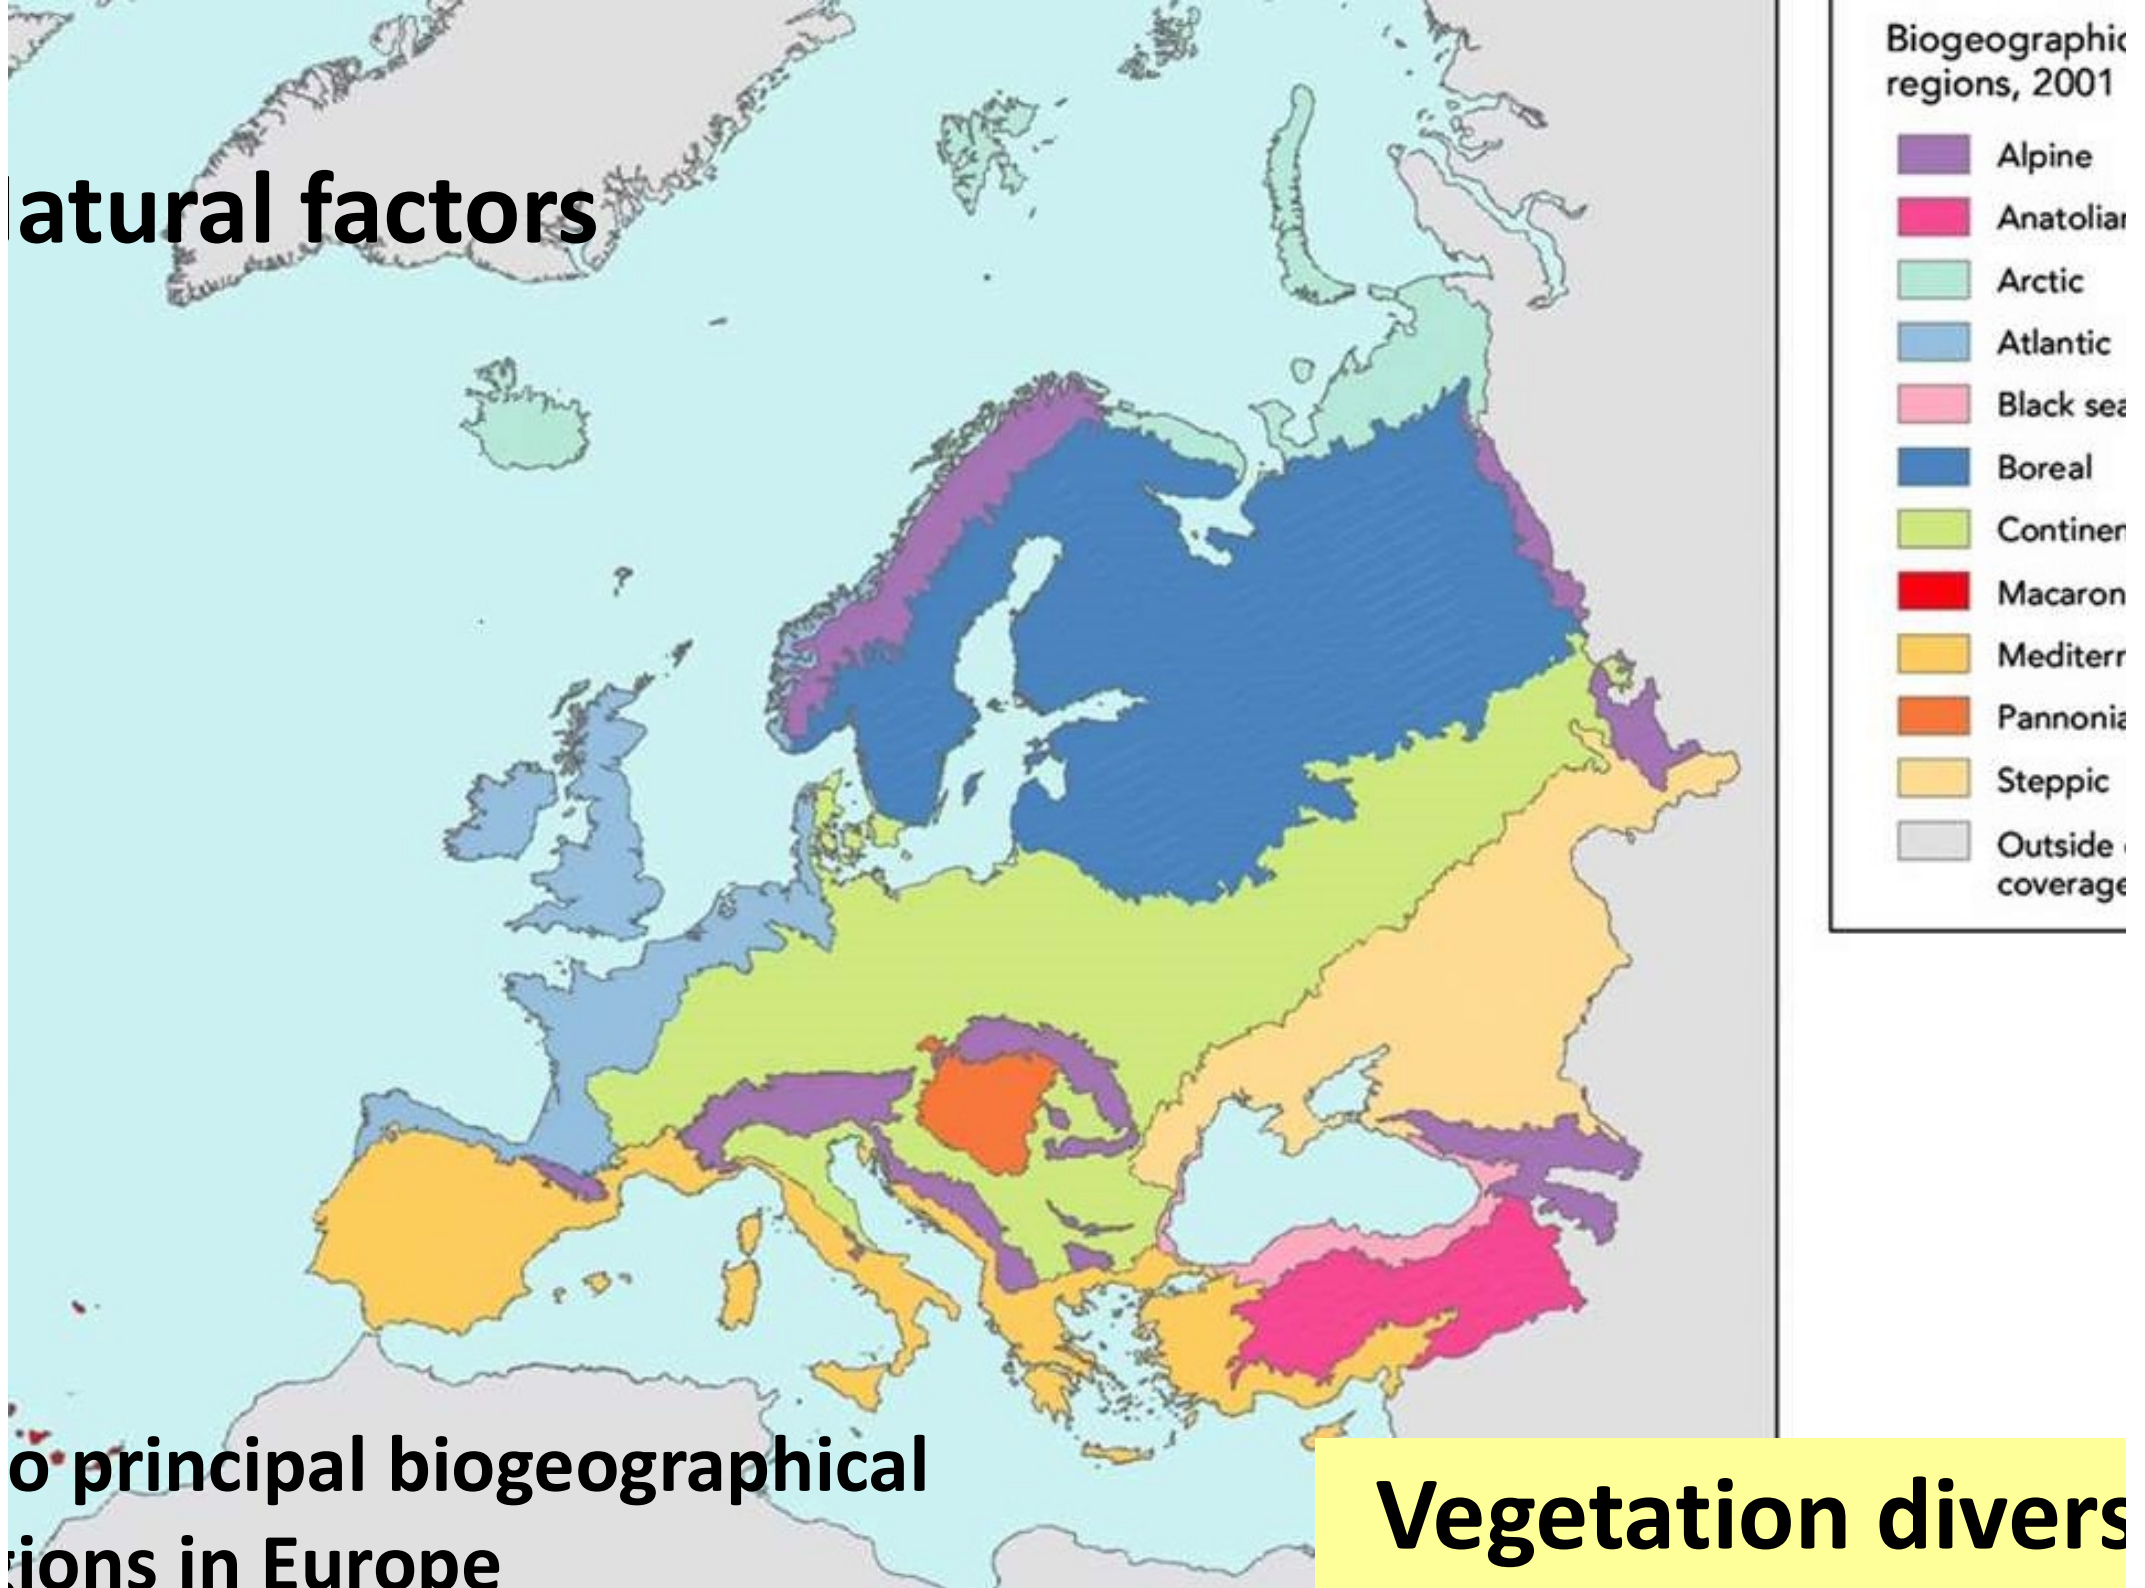 atural factors
o principal biogeographical
ions in Europe
Biogeographic
regions, 2001
Alpine
Anatolian
Arctic
Atlantic
Black sea
Boreal
Continen
Macaron
Mediterr
Pannonia
Steppic
Outside
coverage
Vegetation divers